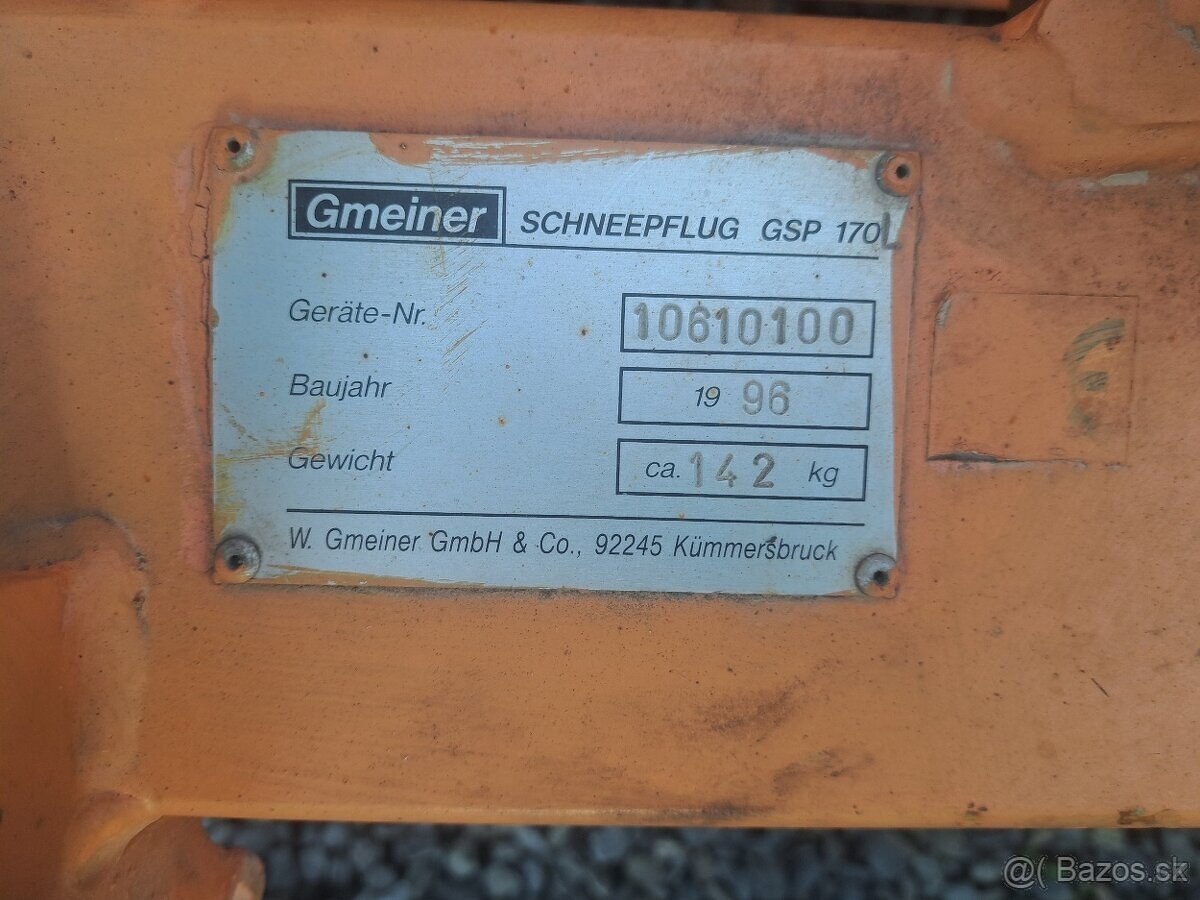 Gmeiner SCHNEEPFLUG GSP 170L
Geräte-Nr. 10610100
Baujahr 19 96
Gewicht ca. 142 kg
W. Gmeiner GmbH & Co., 92245 Kümmersbruck
@( Bazos.sk